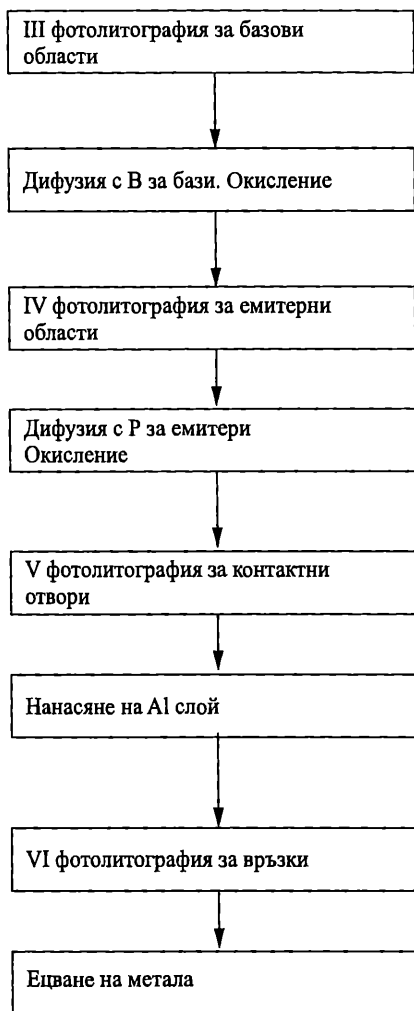 III фотолитография за базови
области
Дифузия с В за бази. Окисление
IV фотолитография за емитерни
области
Дифузия с Р за емитери
Окисление
V фотолитография за контактни
отвори
Нанасяне на Al слой
VI фотолитография за връзки
Ецване на метала